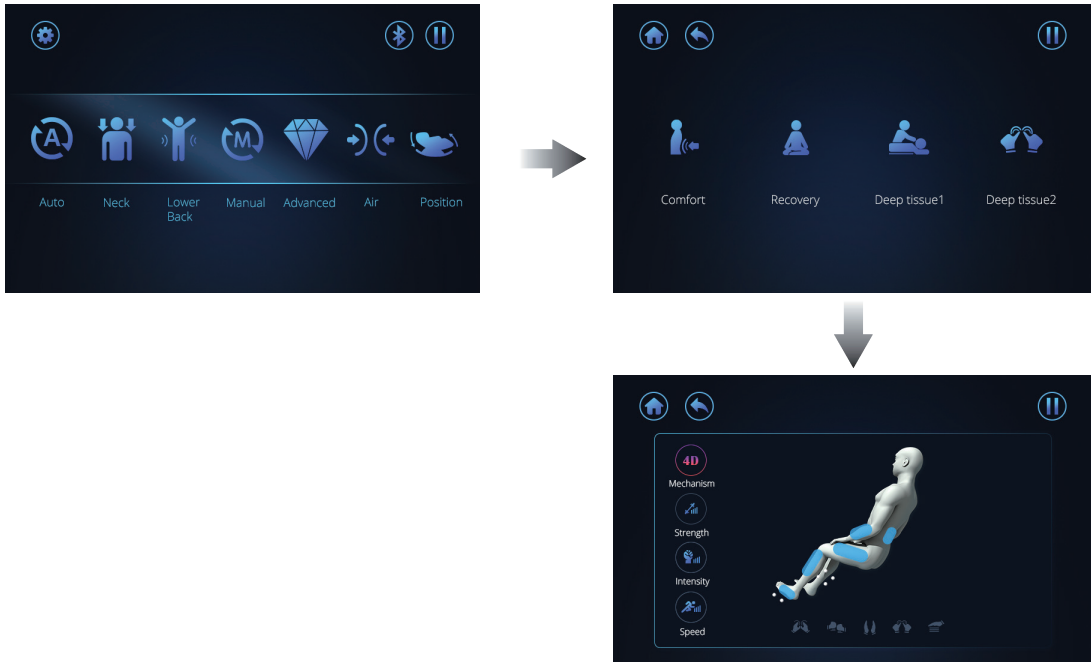 A
M
Auto
Neck
Lower
Back
Manual
Advanced
Air
Position
Comfort
Recovery
Deep tissue1
Deep tissue2
4D
Mechanism
Strength
Intensity
Speed